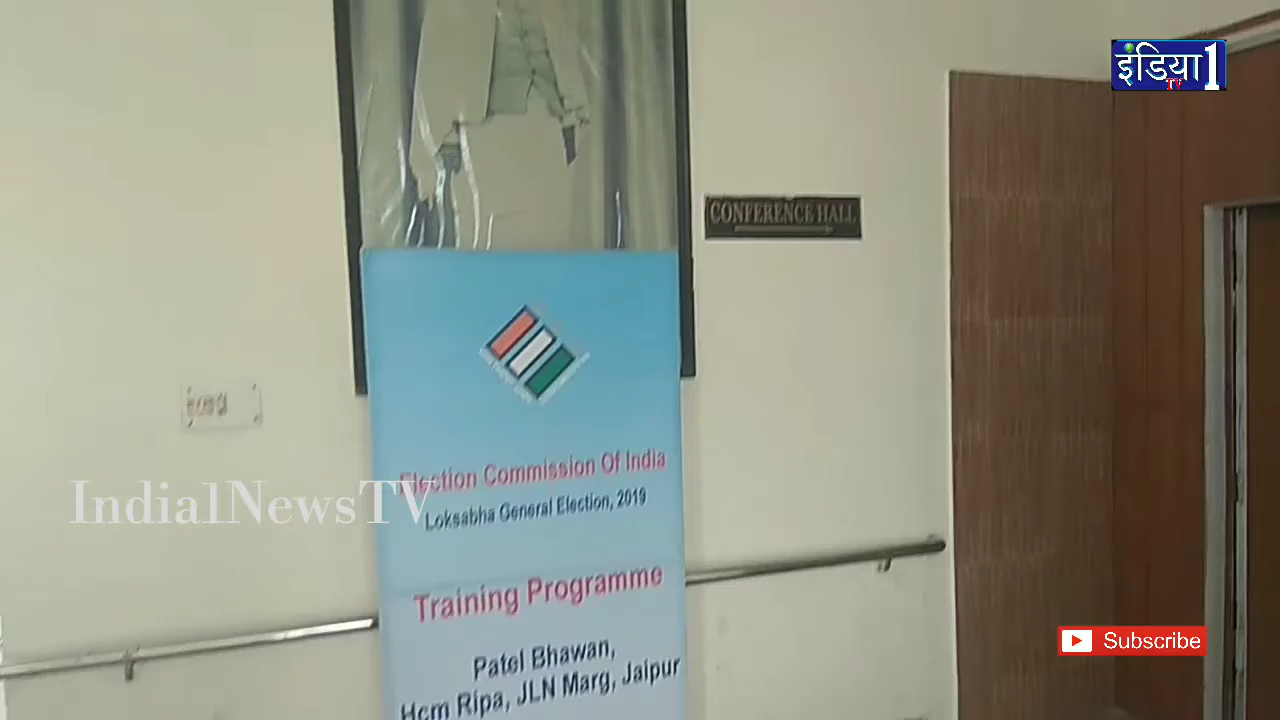 इंडिया1
TV
CONFERENCE HALL
Election Commission Of India
Loksabha General Election, 2019
India1NewsTV
Training Programme
Patel Bhawan,
Hcm Ripa, JLN Marg, Jaipur
Subscribe